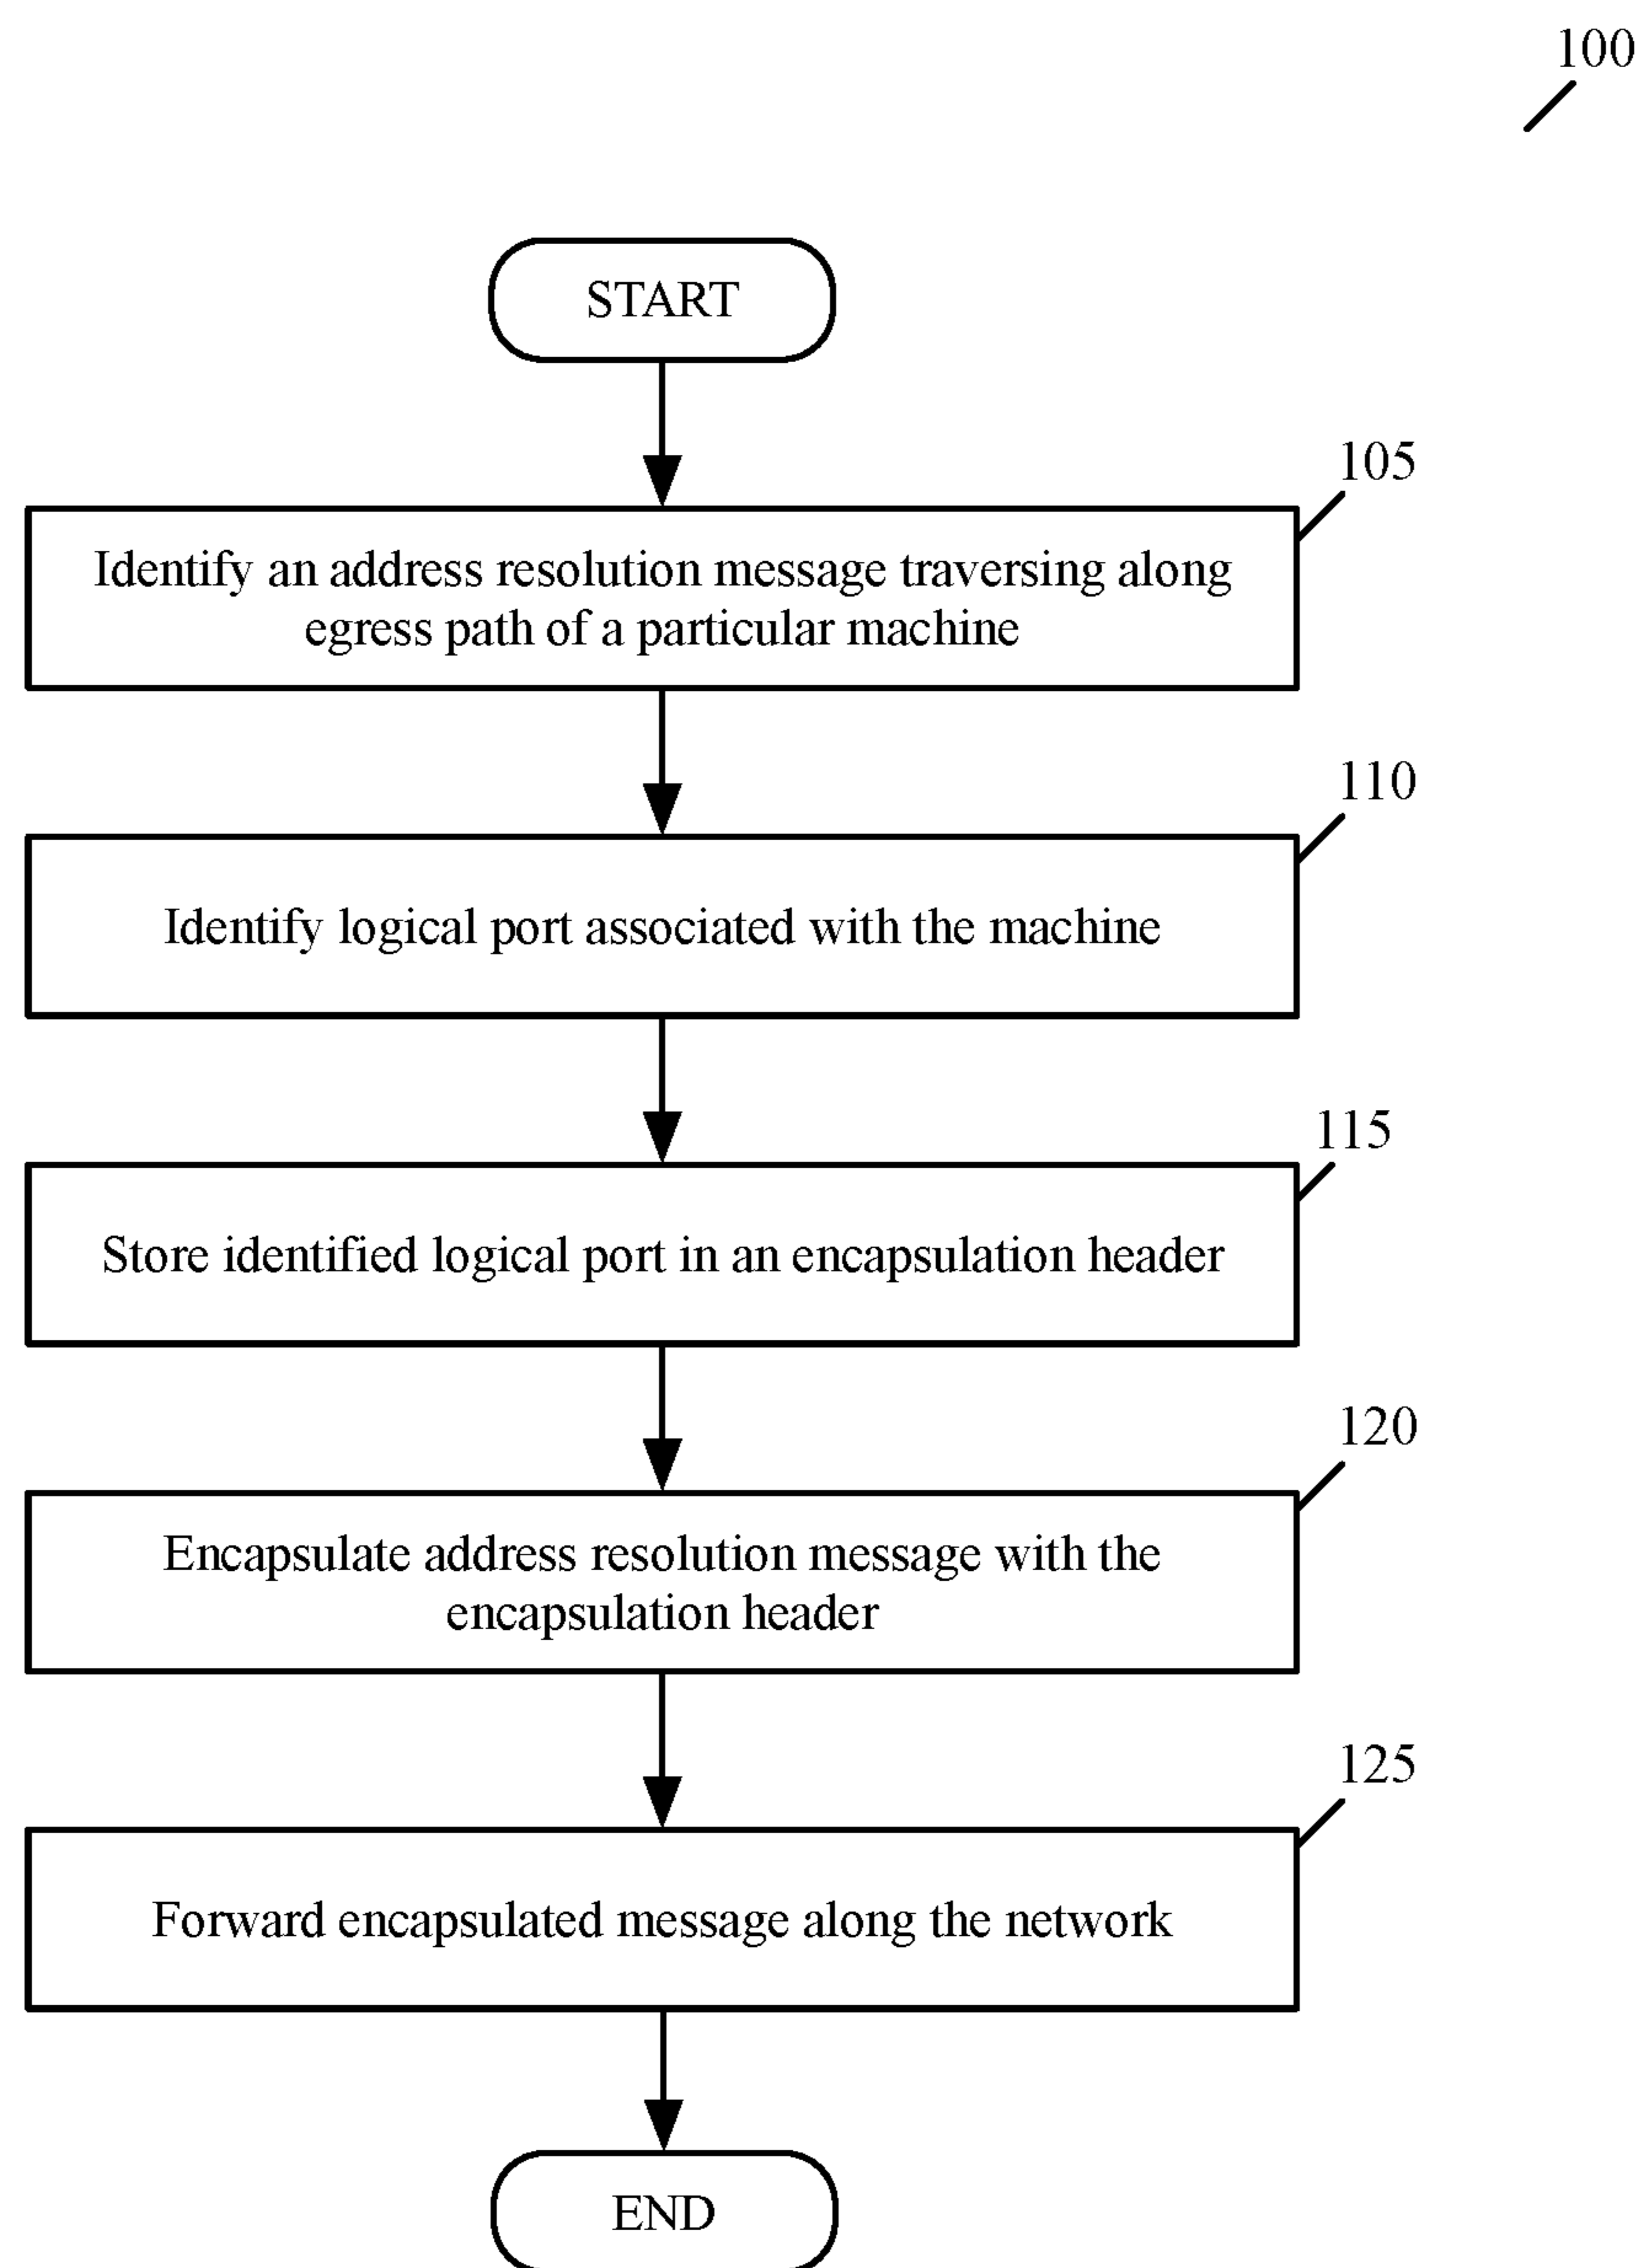 100
START
105
Identify an address resolution message traversing along
egress path of a particular machine
110
Identify logical port associated with the machine
115
Store identified logical port in an encapsulation header
120
Encapsulate address resolution message with the
encapsulation header
125
Forward encapsulated message along the network
END